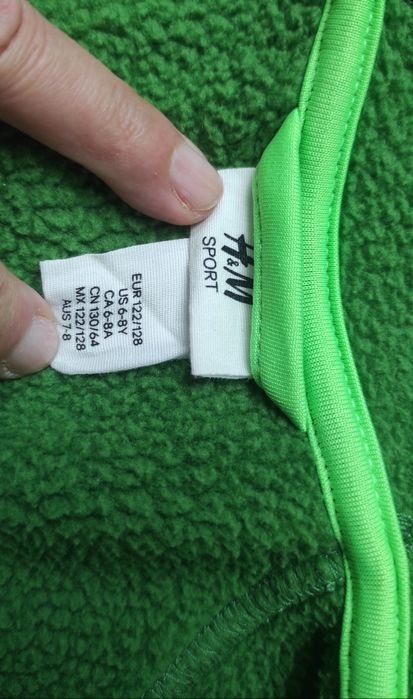 H&M
SPORT
EUR 122/128
US 6-8Y
CA 6-8A
CN 130/64
MX 122/128
AUS 7-8